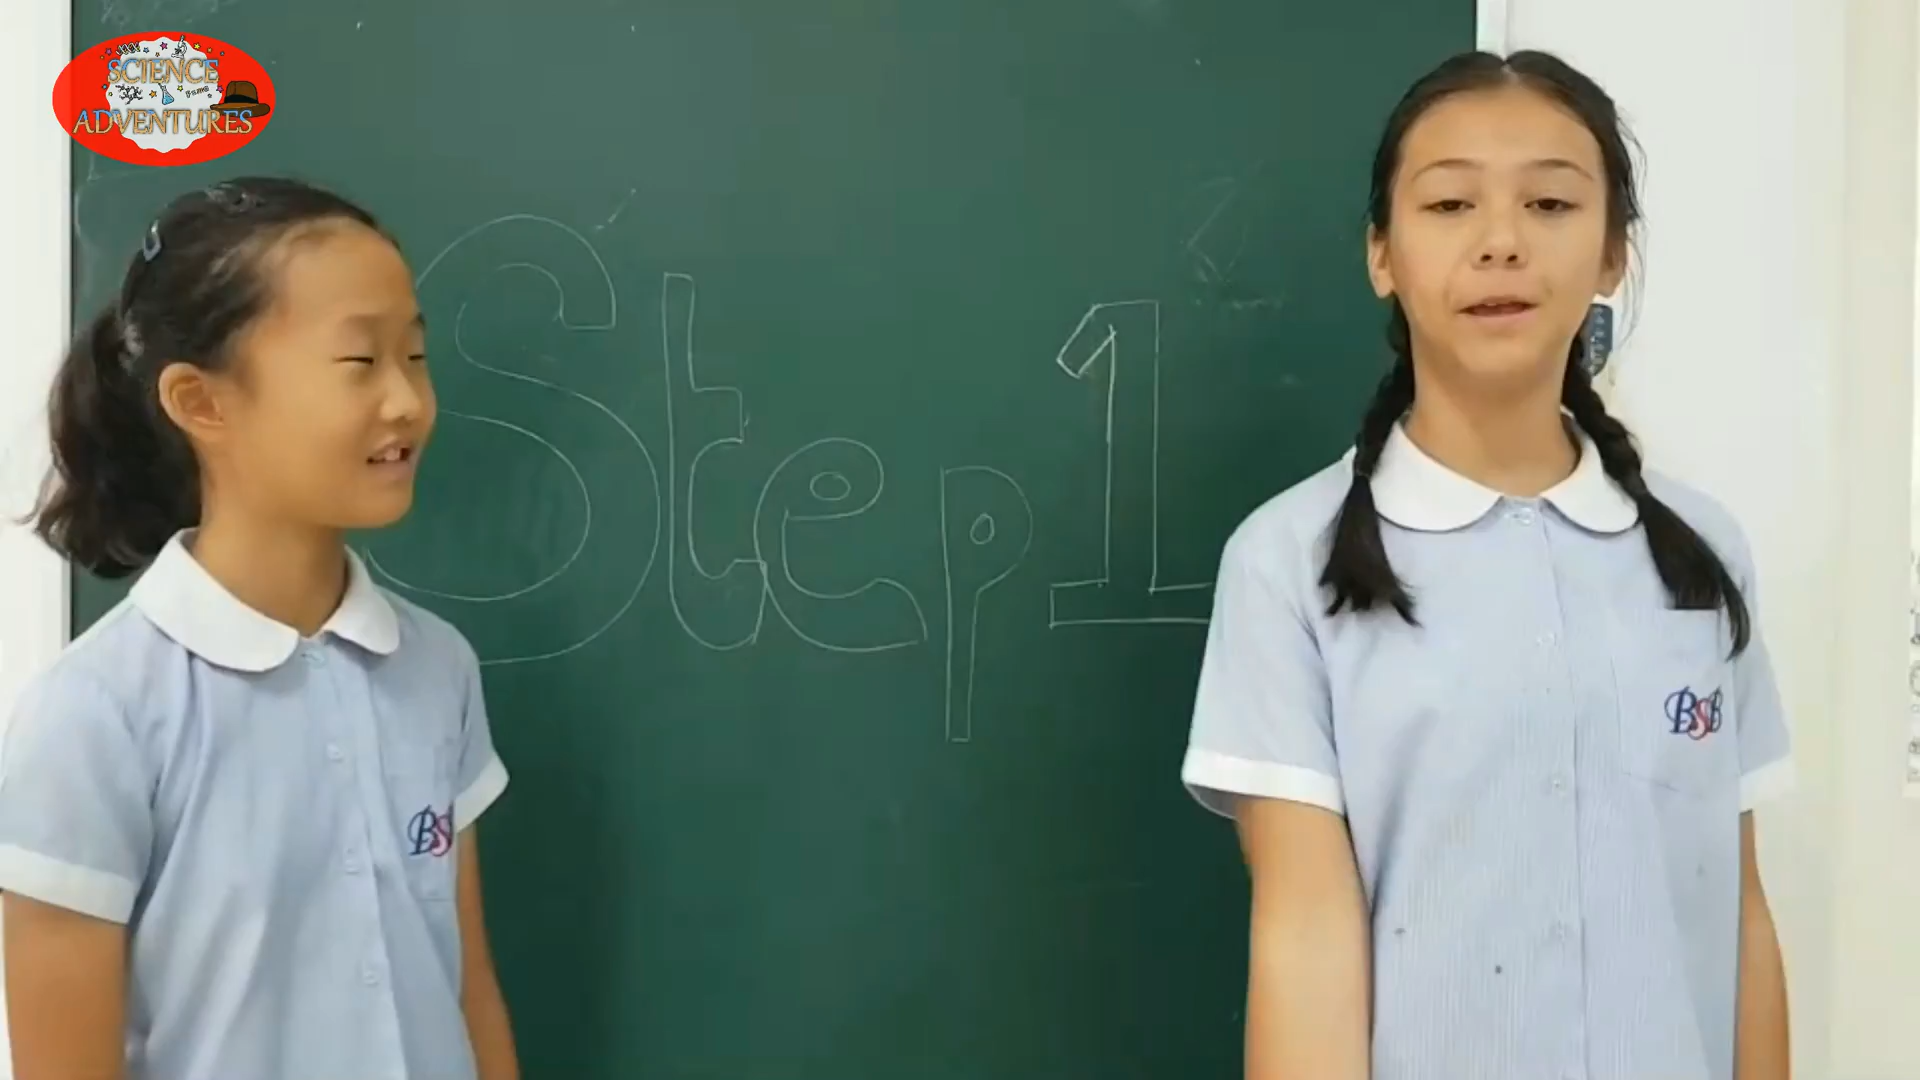 SCIENCE
ADVENTURES
Step 1
BSB
BSB